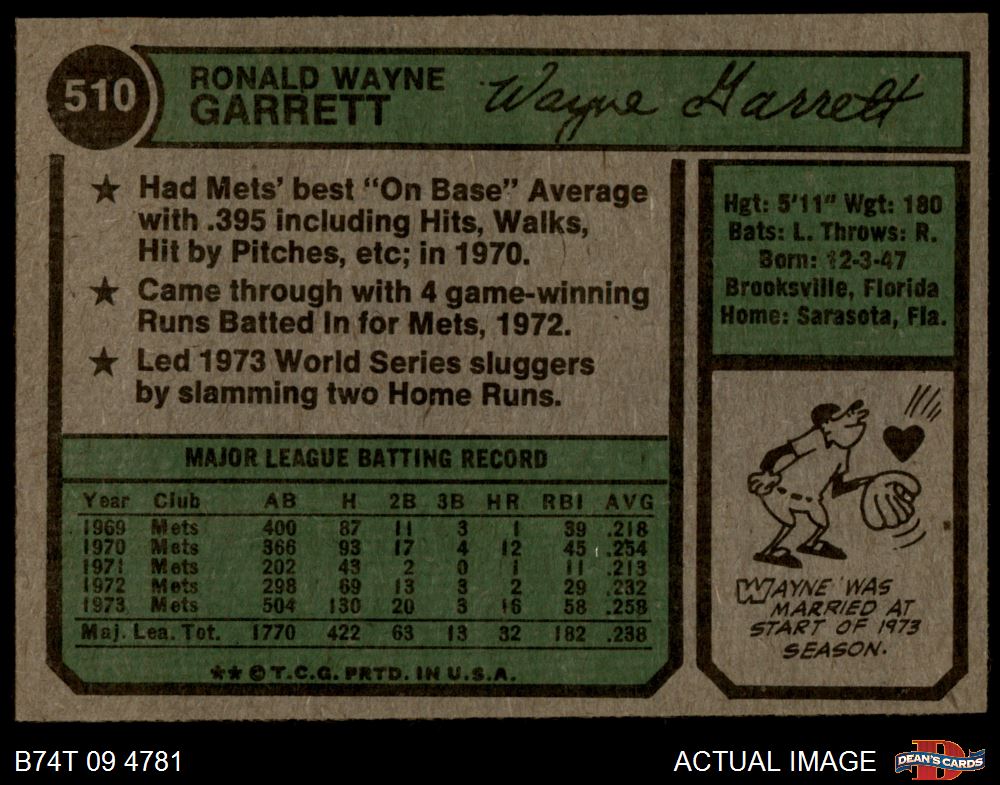 510
RONALD WAYNE
GARRETT
Wayne Garrett
★ Had Mets' best “On Base” Average
with .395 including Hits, Walks,
Hit by Pitches, etc; in 1970.
★ Came through with 4 game-winning
Runs Batted In for Mets, 1972.
★ Led 1973 World Series sluggers
by slamming two Home Runs.
Hgt: 5'11" Wgt: 180
Bats: L. Throws: R.
Born: 12-3-47
Brooksville, Florida
Home: Sarasota, Fla.
MAJOR LEAGUE BATTING RECORD
Year Club AB H 2B 3B HR RBI AVG
1969 Mets 400 87 11 3 1 39 .218
1970 Mets 366 93 17 4 12 45 .254
1971 Mets 202 43 2 0 1 11 .213
1972 Mets 298 69 13 3 2 29 .232
1973 Mets 504 130 20 3 16 58 .258
Maj. Lea. Tot. 1770 422 63 13 32 182 .238
★★ © T.C.G. PRTD. IN U.S.A.
WAYNE WAS
MARRIED AT
START OF 1973
SEASON.
B74T 09 4781
ACTUAL IMAGE
DEAN'S CARDS